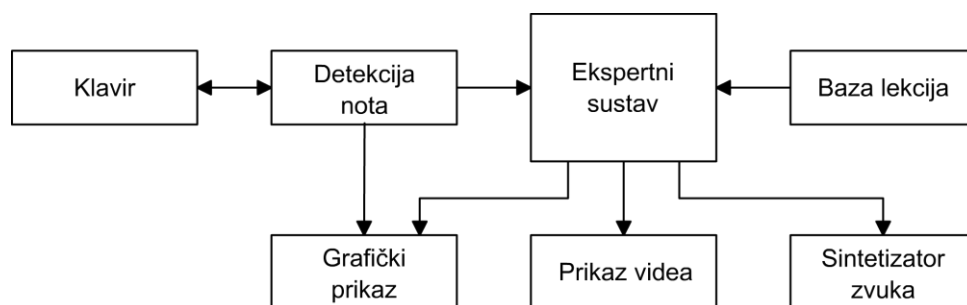 Klavir
Detekcija
nota
Ekspertni
sustav
Baza lekcija
Grafički
prikaz
Prikaz videa
Sintetizator
zvuka